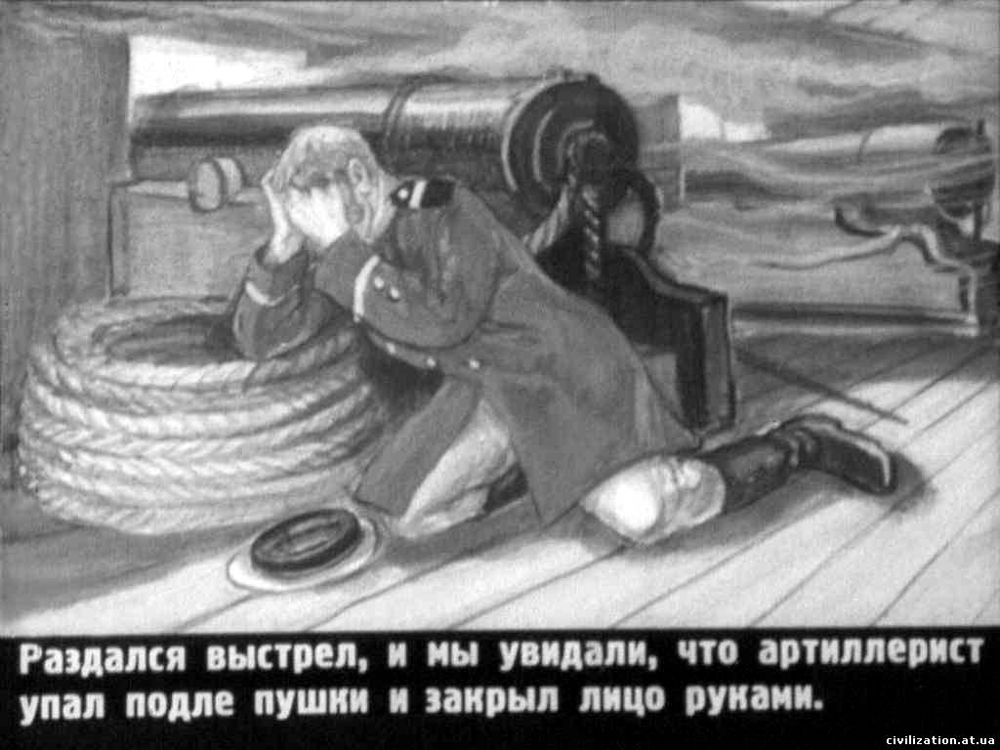 Раздался выстрел, и мы увидали, что артиллерист
упал подле пушки и закрыл лицо руками.
civilization.at.ua